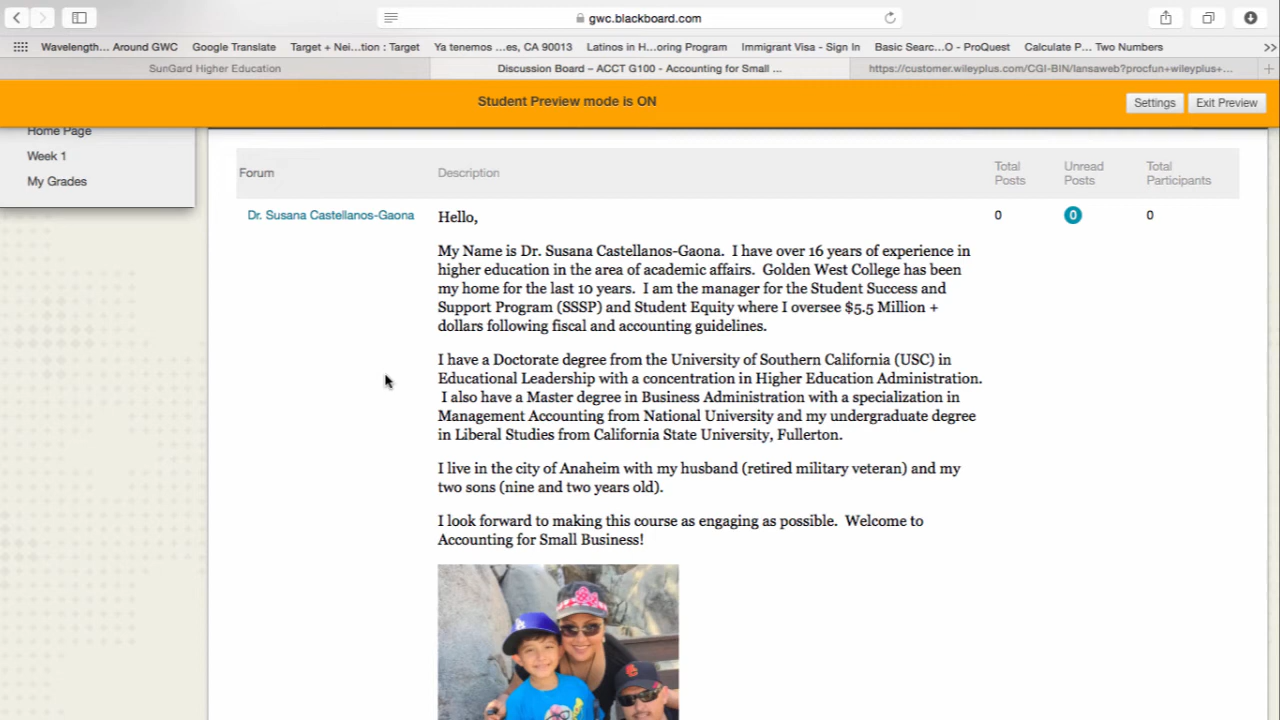 gwc.blackboard.com
Wavelength... Around GWC
Google Translate
Target + Nei...tion : Target
Ya tenemos ...es, CA 90013
Latinos in H...oring Program
Immigrant Visa - Sign In
Basic Searc...O - ProQuest
Calculate P... Two Numbers
>>
SunGard Higher Education
Discussion Board – ACCT G100 - Accounting for Small ...
https://customer.wileyplus.com/CGI-BIN/lansaweb?procfun+wileyplus+...
Student Preview mode is ON
Settings
Exit Preview
Home Page
Week 1
My Grades
Forum
Description
Total Posts
Unread Posts
Total Participants
Dr. Susana Castellanos-Gaona
0
0
0
Hello,
My Name is Dr. Susana Castellanos-Gaona.  I have over 16 years of experience in
higher education in the area of academic affairs.  Golden West College has been
my home for the last 10 years.  I am the manager for the Student Success and
Support Program (SSSP) and Student Equity where I oversee $5.5 Million +
dollars following fiscal and accounting guidelines.
I have a Doctorate degree from the University of Southern California (USC) in
Educational Leadership with a concentration in Higher Education Administration.
I also have a Master degree in Business Administration with a specialization in
Management Accounting from National University and my undergraduate degree
in Liberal Studies from California State University, Fullerton.
I live in the city of Anaheim with my husband (retired military veteran) and my
two sons (nine and two years old).
I look forward to making this course as engaging as possible.  Welcome to
Accounting for Small Business!